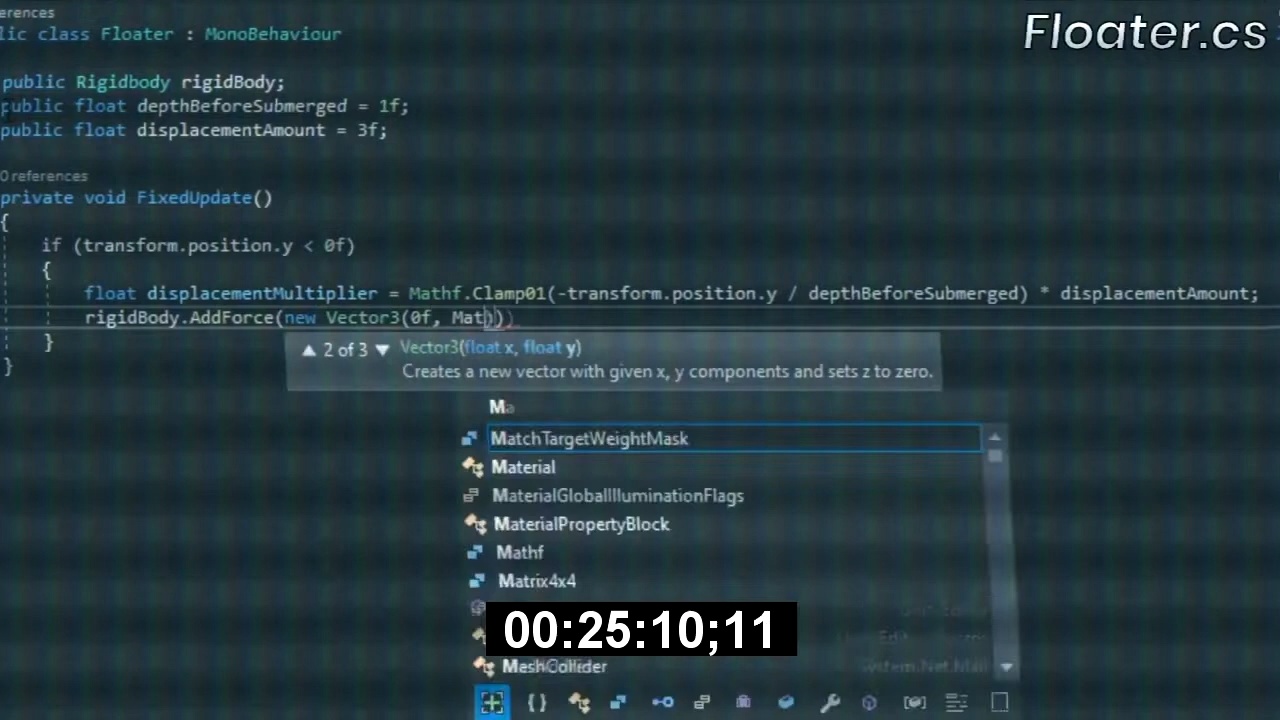 erences
lic class Floater : MonoBehaviour
Floater.cs
public Rigidbody rigidBody;
public float depthBeforeSubmerged = 1f;
public float displacementAmount = 3f;
0 references
private void FixedUpdate()
{
if (transform.position.y < 0f)
{
float displacementMultiplier = Mathf.Clamp01(-transform.position.y / depthBeforeSubmerged) * displacementAmount;
rigidBody.AddForce(new Vector3(0f, Mat))
}
}
▲ 2 of 3 ▼ Vector3(float x, float y)
Creates a new vector with given x, y components and sets z to zero.
Ma
MatchTargetWeightMask
Material
MaterialGlobalIlluminationFlags
MaterialPropertyBlock
Mathf
Matrix4x4
00:25:10;11
MeshCollider